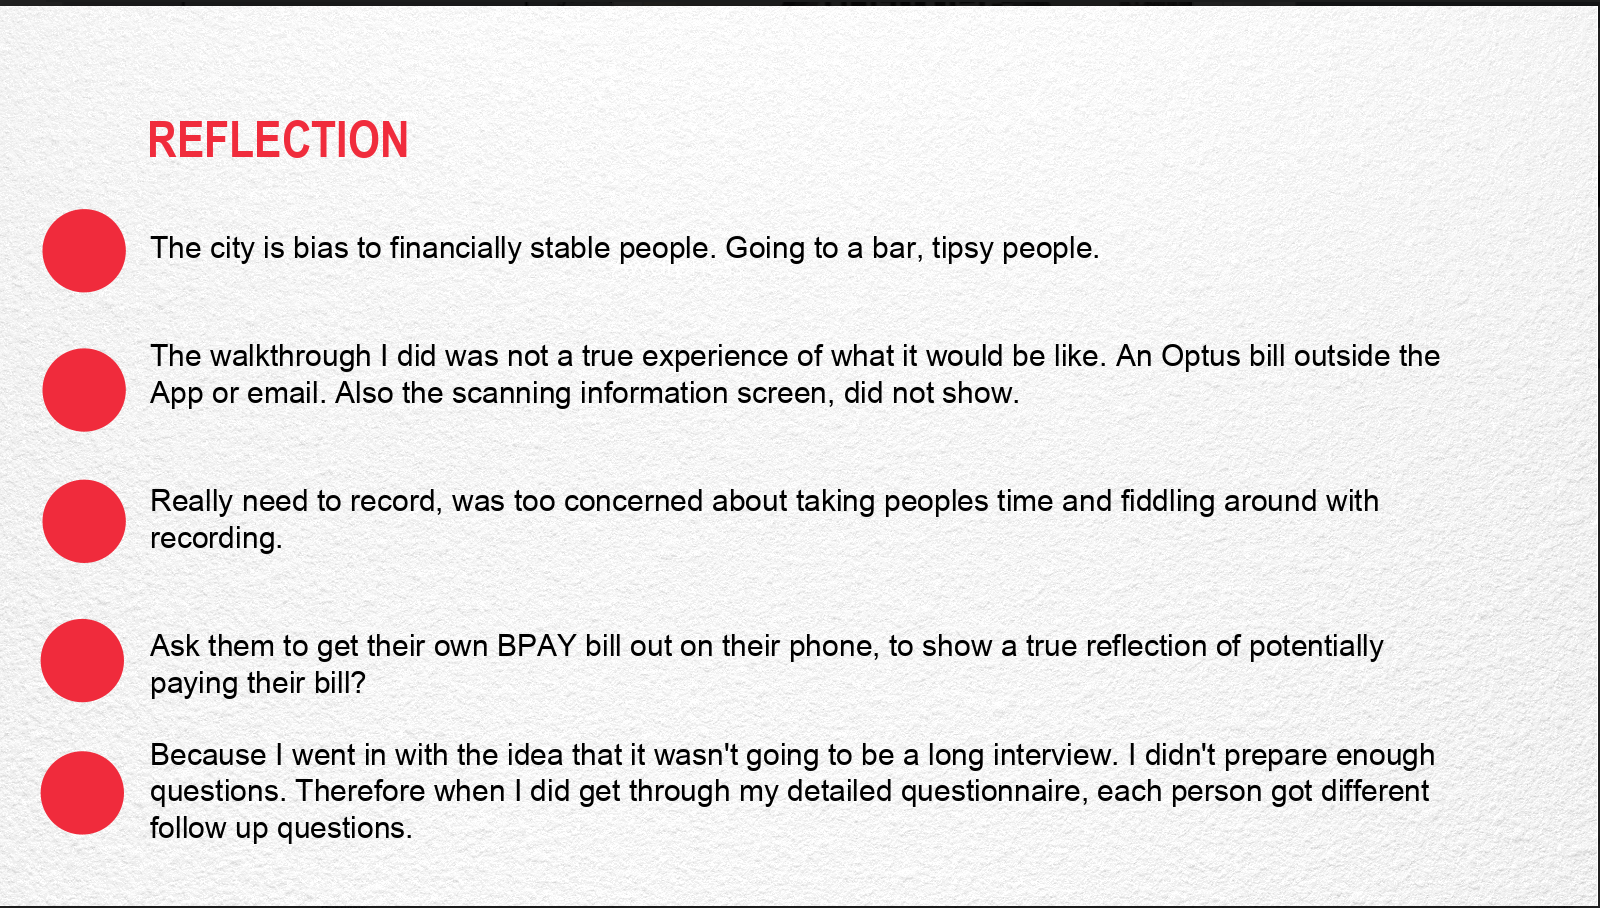 REFLECTION
The city is bias to financially stable people. Going to a bar, tipsy people.
The walkthrough I did was not a true experience of what it would be like. An Optus bill outside the
App or email. Also the scanning information screen, did not show.
Really need to record, was too concerned about taking peoples time and fiddling around with
recording.
Ask them to get their own BPAY bill out on their phone, to show a true reflection of potentially
paying their bill?
Because I went in with the idea that it wasn't going to be a long interview. I didn't prepare enough
questions. Therefore when I did get through my detailed questionnaire, each person got different
follow up questions.